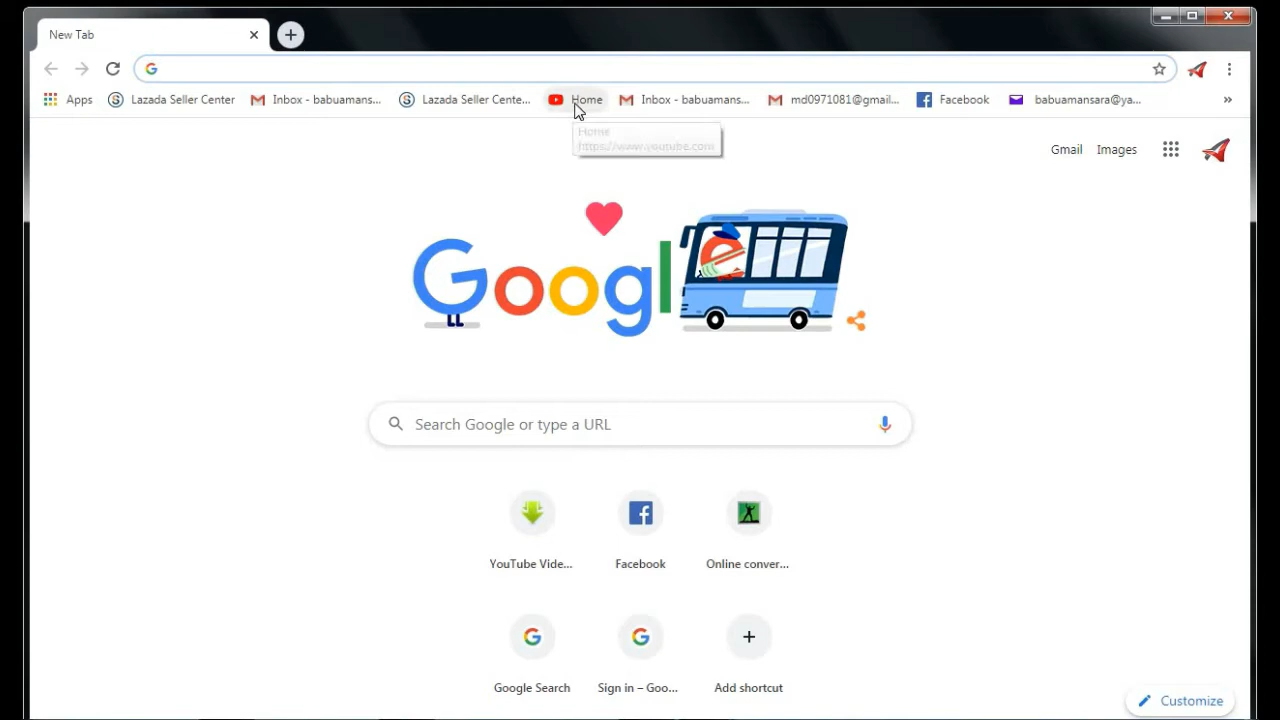 New Tab
Apps Lazada Seller Center Inbox - babuamans... Lazada Seller Cente... Home Inbox - babuamans... md0971081@gmail... Facebook babuamansara@ya... »
Home
https://www.youtube.com
Gmail Images
Google
Search Google or type a URL
YouTube Vide... Facebook Online conver...
Google Search Sign in – Goo... Add shortcut
Customize